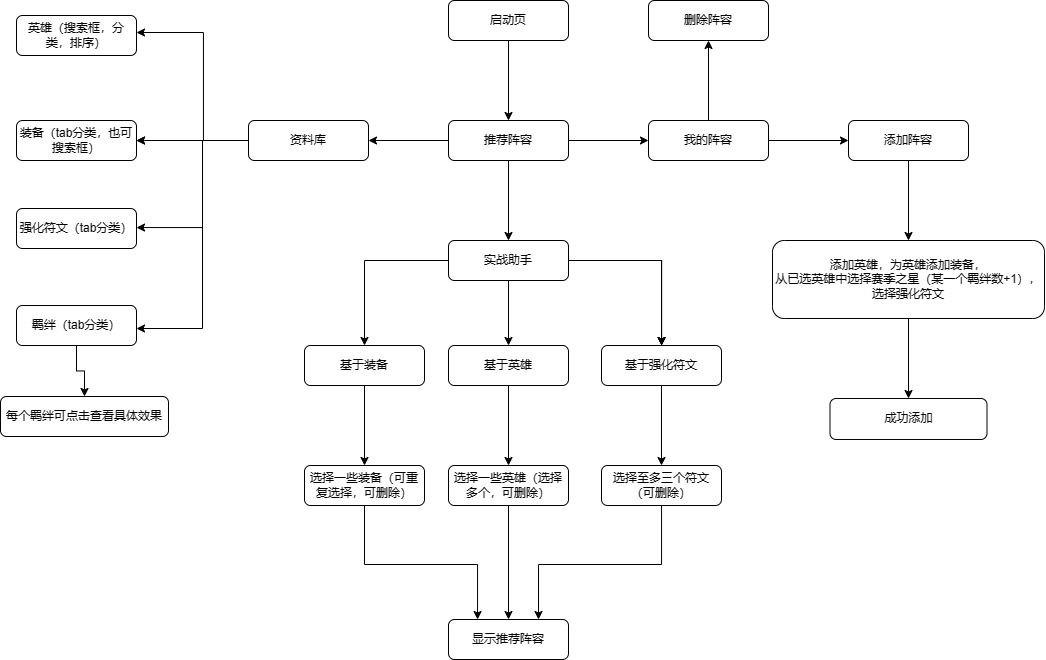 启动页
删除阵容
英雄（搜索框，分
类，排序）
装备（tab分类，也可
搜索框）
资料库
推荐阵容
我的阵容
添加阵容
强化符文（tab分类）
实战助手
添加英雄，为英雄添加装备，
从已选英雄中选择赛季之星（某一个羁绊数+1），
选择强化符文
羁绊（tab分类）
基于装备
基于英雄
基于强化符文
每个羁绊可点击查看具体效果
成功添加
选择一些装备（可重
复选择，可删除）
选择一些英雄（选择
多个，可删除）
选择至多三个符文
（可删除）
显示推荐阵容